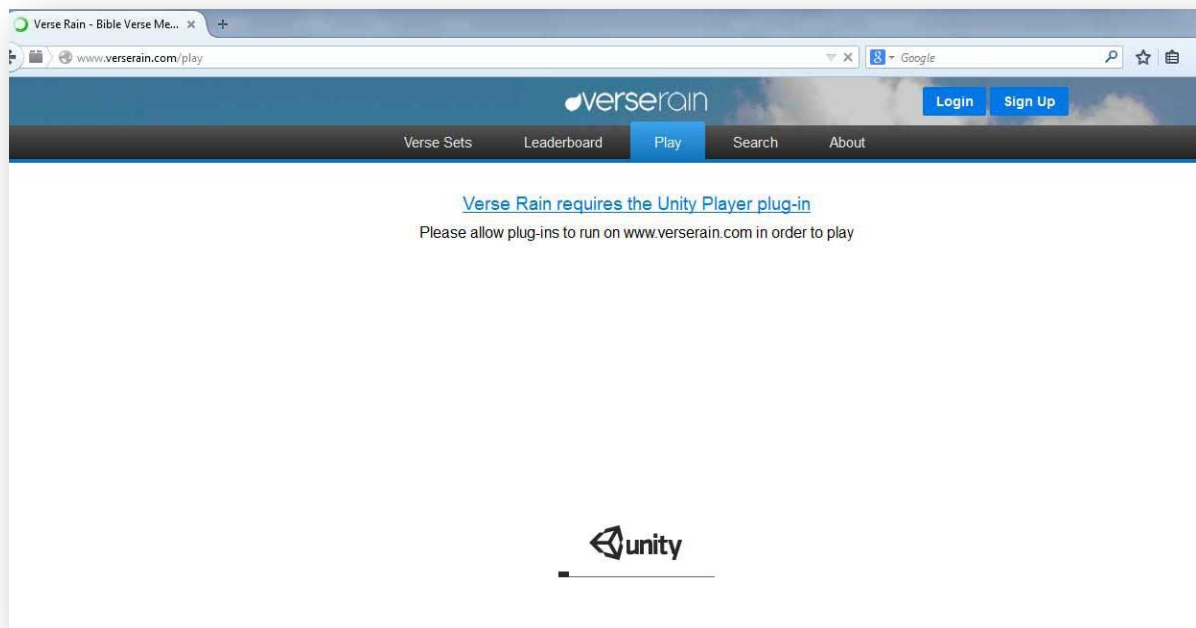 Verse Rain - Bible Verse Me...
www.verserain.com/play
8 Google
verserain
Login Sign Up
Verse Sets Leaderboard Play Search About
Verse Rain requires the Unity Player plug-in
Please allow plug-ins to run on www.verserain.com in order to play
unity